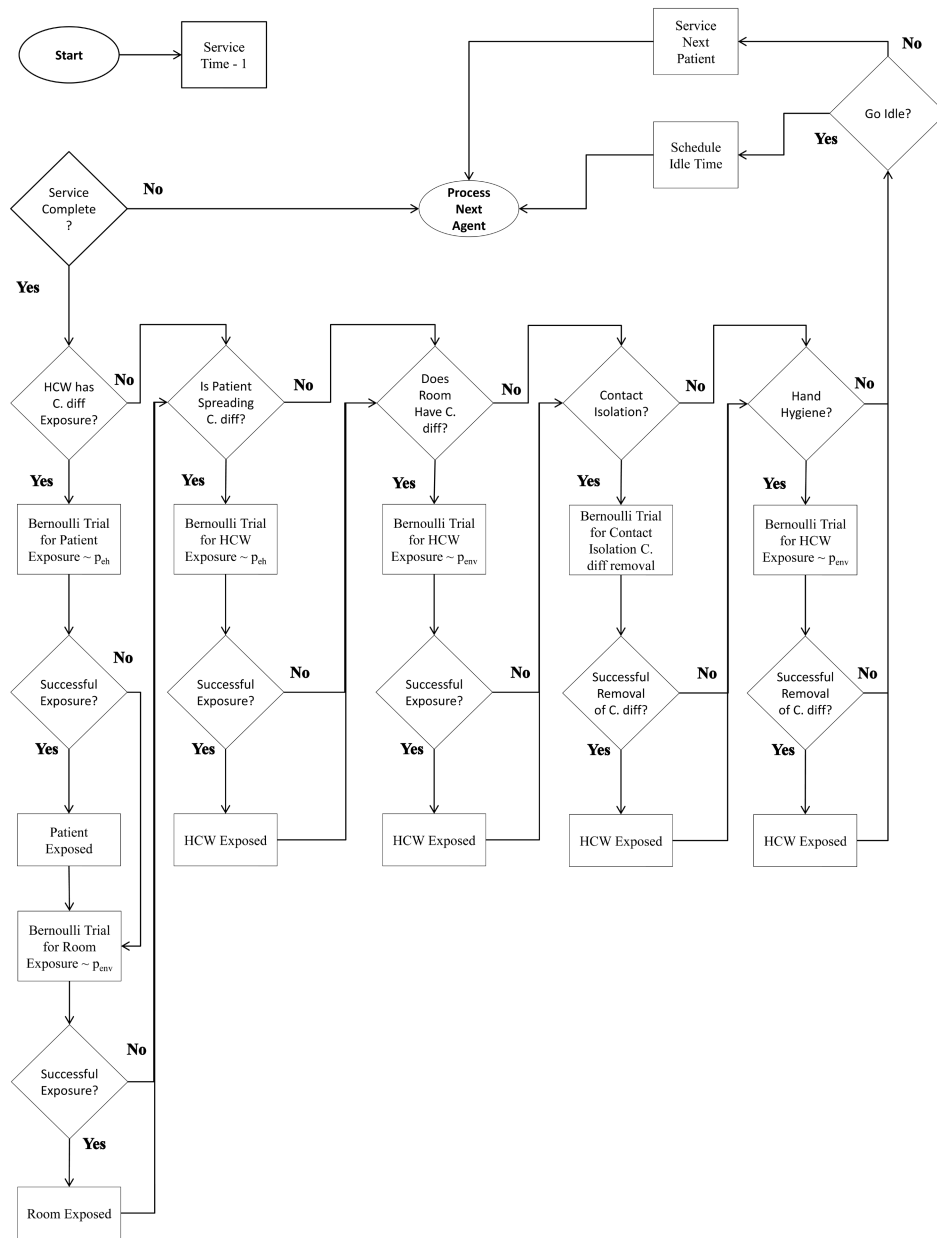 Start
Service
Time - 1
Service
Next
Patient
No
Go Idle?
Yes
Schedule
Idle Time
Service
Complete
?
No
Process
Next
Agent
Yes
HCW has
C. diff
Exposure?
No
Is Patient
Spreading
C. diff?
No
Does
Room
Have C.
diff?
No
Contact
Isolation?
No
Hand
Hygiene?
No
Yes
Yes
Yes
Yes
Yes
Bernoulli Trial
for Patient
Exposure ~ peh
Bernoulli Trial
for HCW
Exposure ~ peh
Bernoulli Trial
for HCW
Exposure ~ penv
Bernoulli Trial
for Contact
Isolation C.
diff removal
Bernoulli Trial
for HCW
Exposure ~ penv
Successful
Exposure?
No
Successful
Exposure?
No
Successful
Exposure?
No
Successful
Removal
of C. diff?
No
Successful
Removal
of C. diff?
No
Yes
Yes
Yes
Yes
Yes
Patient
Exposed
HCW Exposed
HCW Exposed
HCW Exposed
HCW Exposed
Bernoulli Trial
for Room
Exposure ~ penv
Successful
Exposure?
No
Yes
Room Exposed